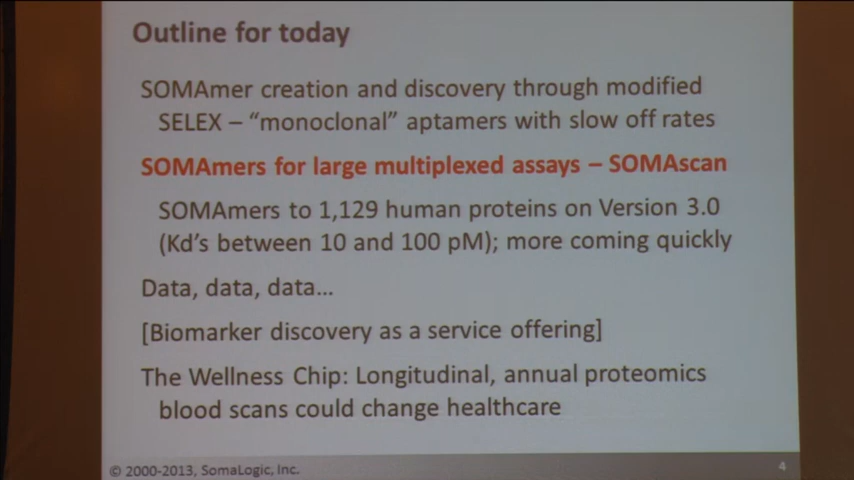 Outline for today
SOMAmer creation and discovery through modified
SELEX – “monoclonal” aptamers with slow off rates
SOMAmers for large multiplexed assays – SOMAscan
SOMAmers to 1,129 human proteins on Version 3.0
(Kd’s between 10 and 100 pM); more coming quickly
Data, data, data…
[Biomarker discovery as a service offering]
The Wellness Chip: Longitudinal, annual proteomics
blood scans could change healthcare
© 2000-2013, SomaLogic, Inc.
4